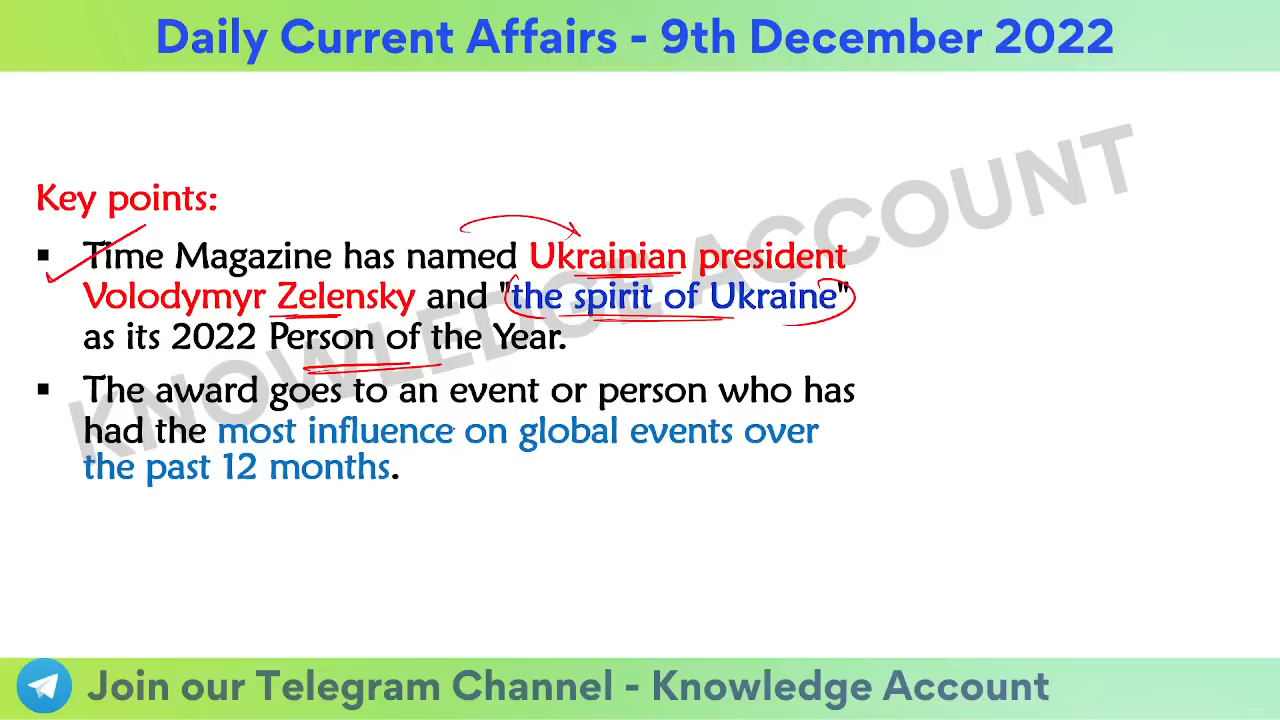 Daily Current Affairs - 9th December 2022
KNOWLEDGE ACCOUNT
Key points:
▪ Time Magazine has named Ukrainian president
Volodymyr Zelensky and "the spirit of Ukraine"
as its 2022 Person of the Year.
▪ The award goes to an event or person who has
had the most influence on global events over
the past 12 months.
Join our Telegram Channel - Knowledge Account